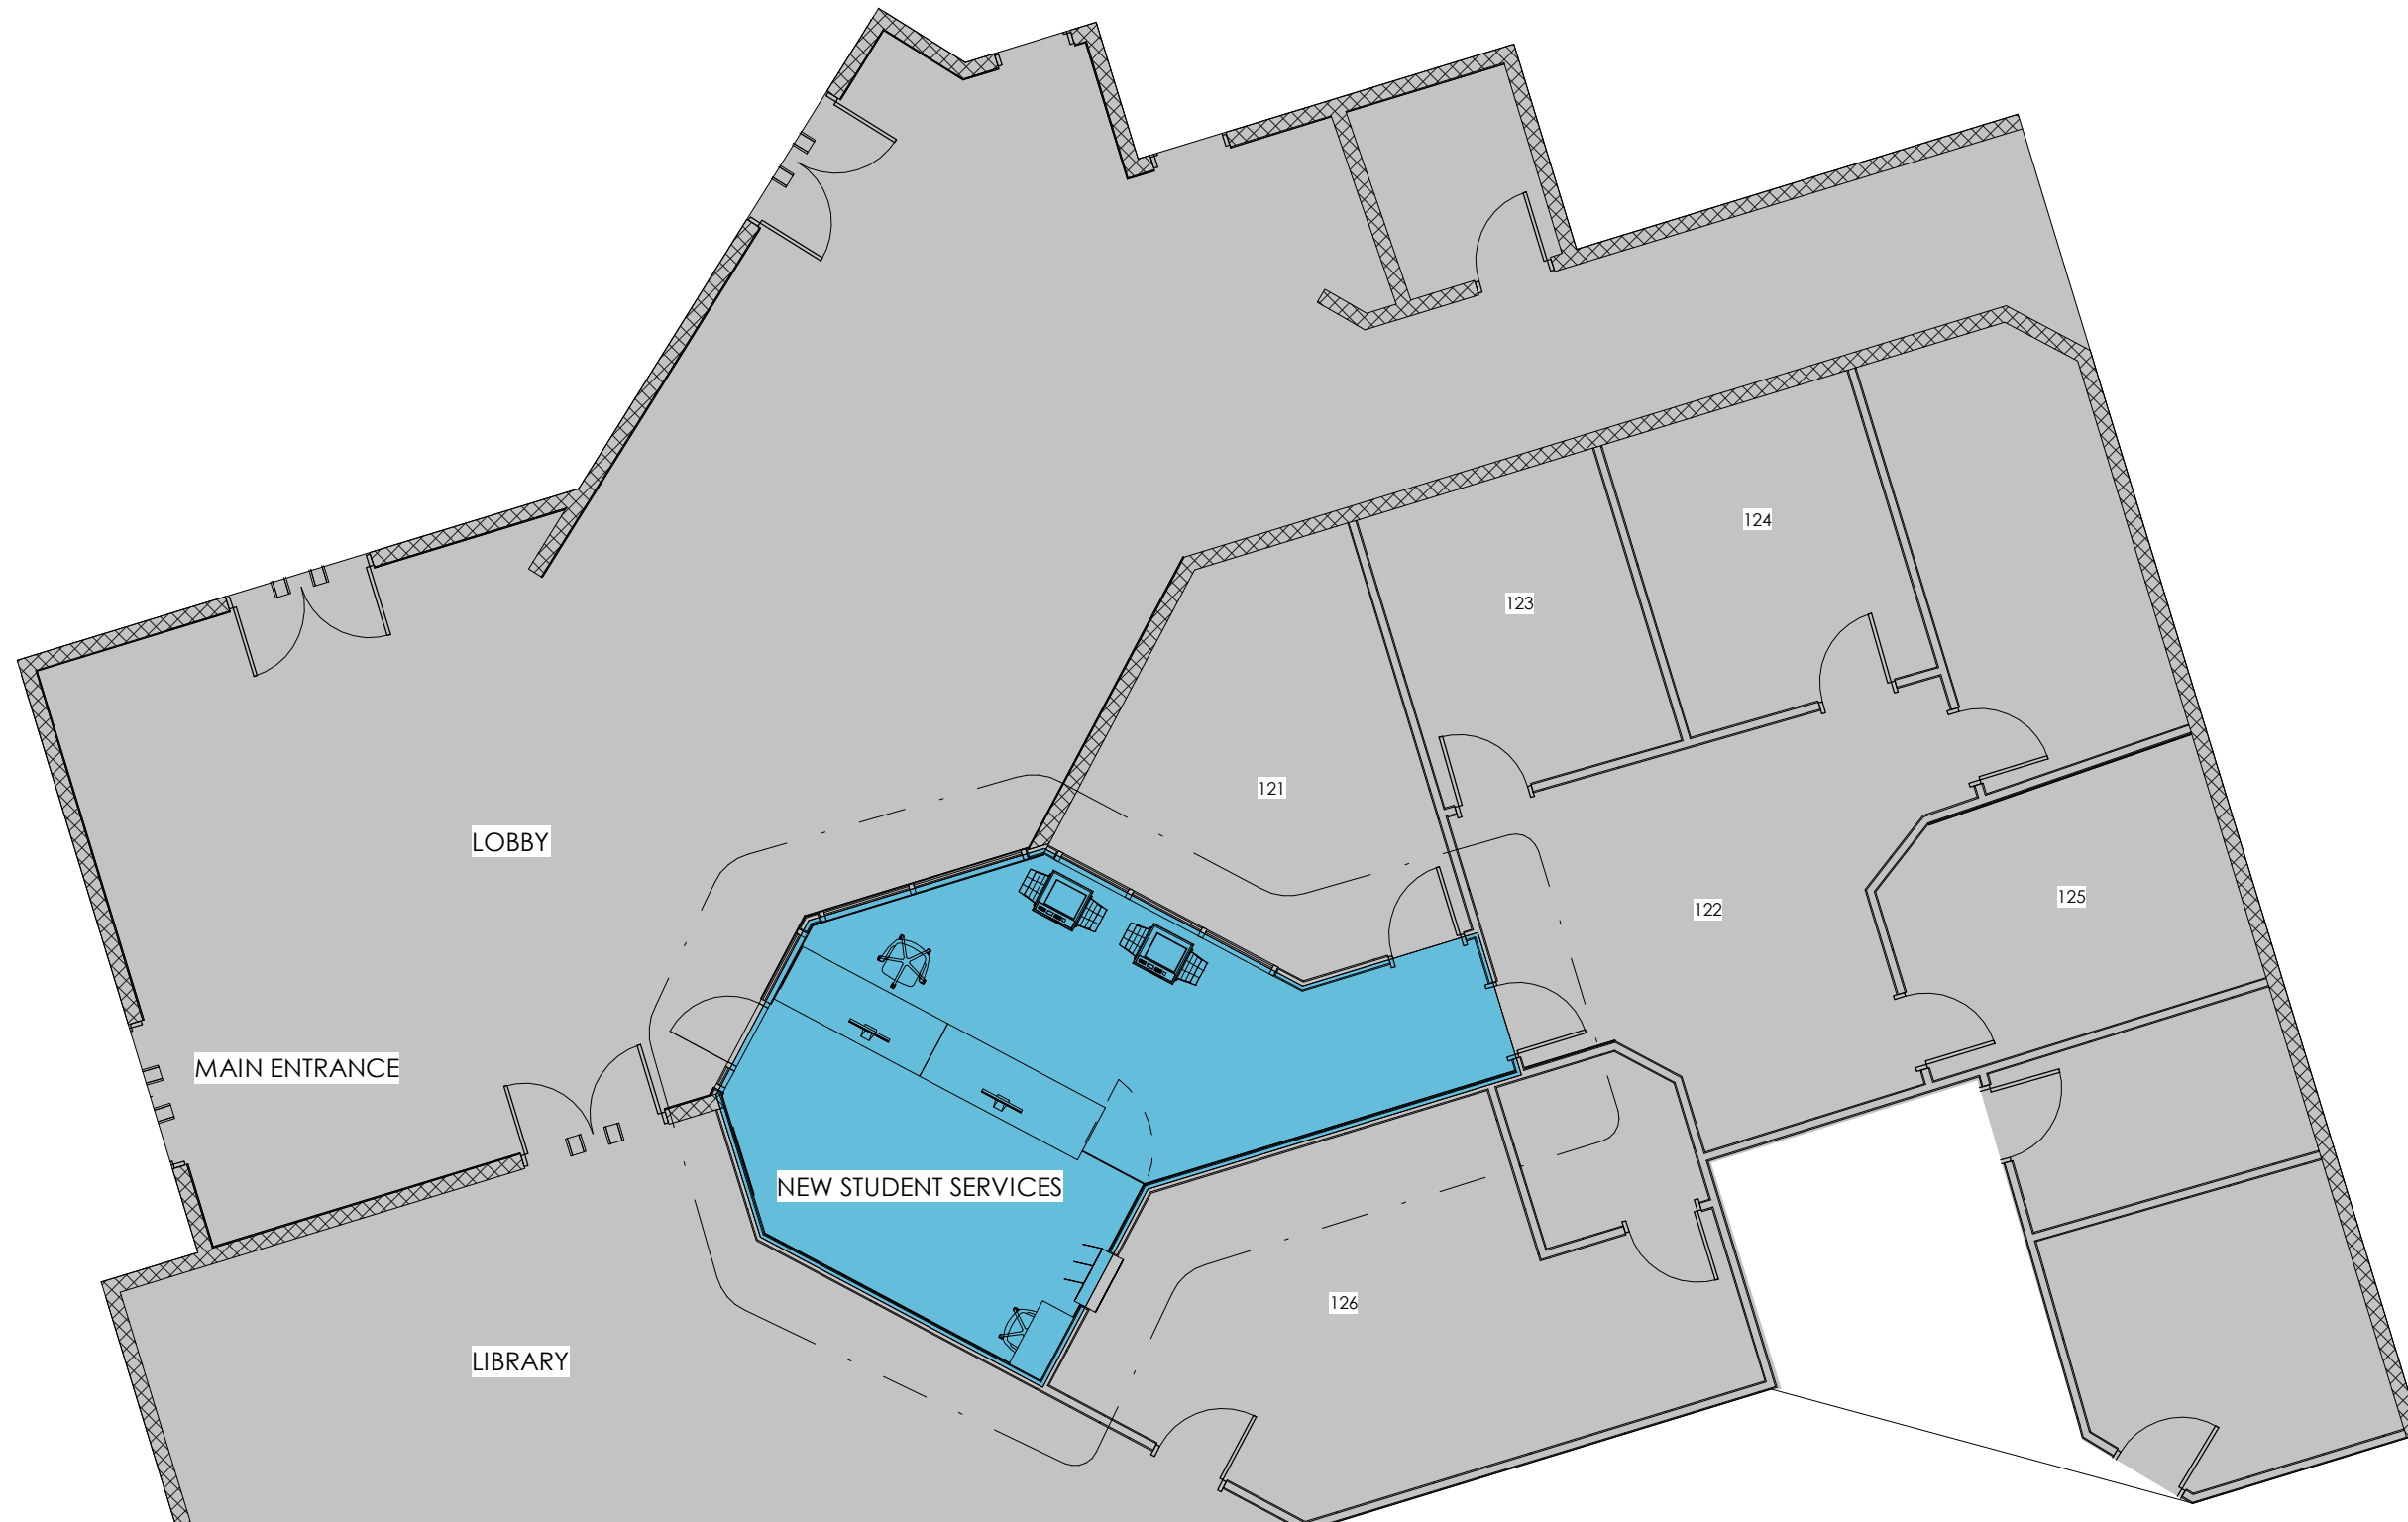 124
123
121
LOBBY
125
122
MAIN ENTRANCE
NEW STUDENT SERVICES
126
LIBRARY